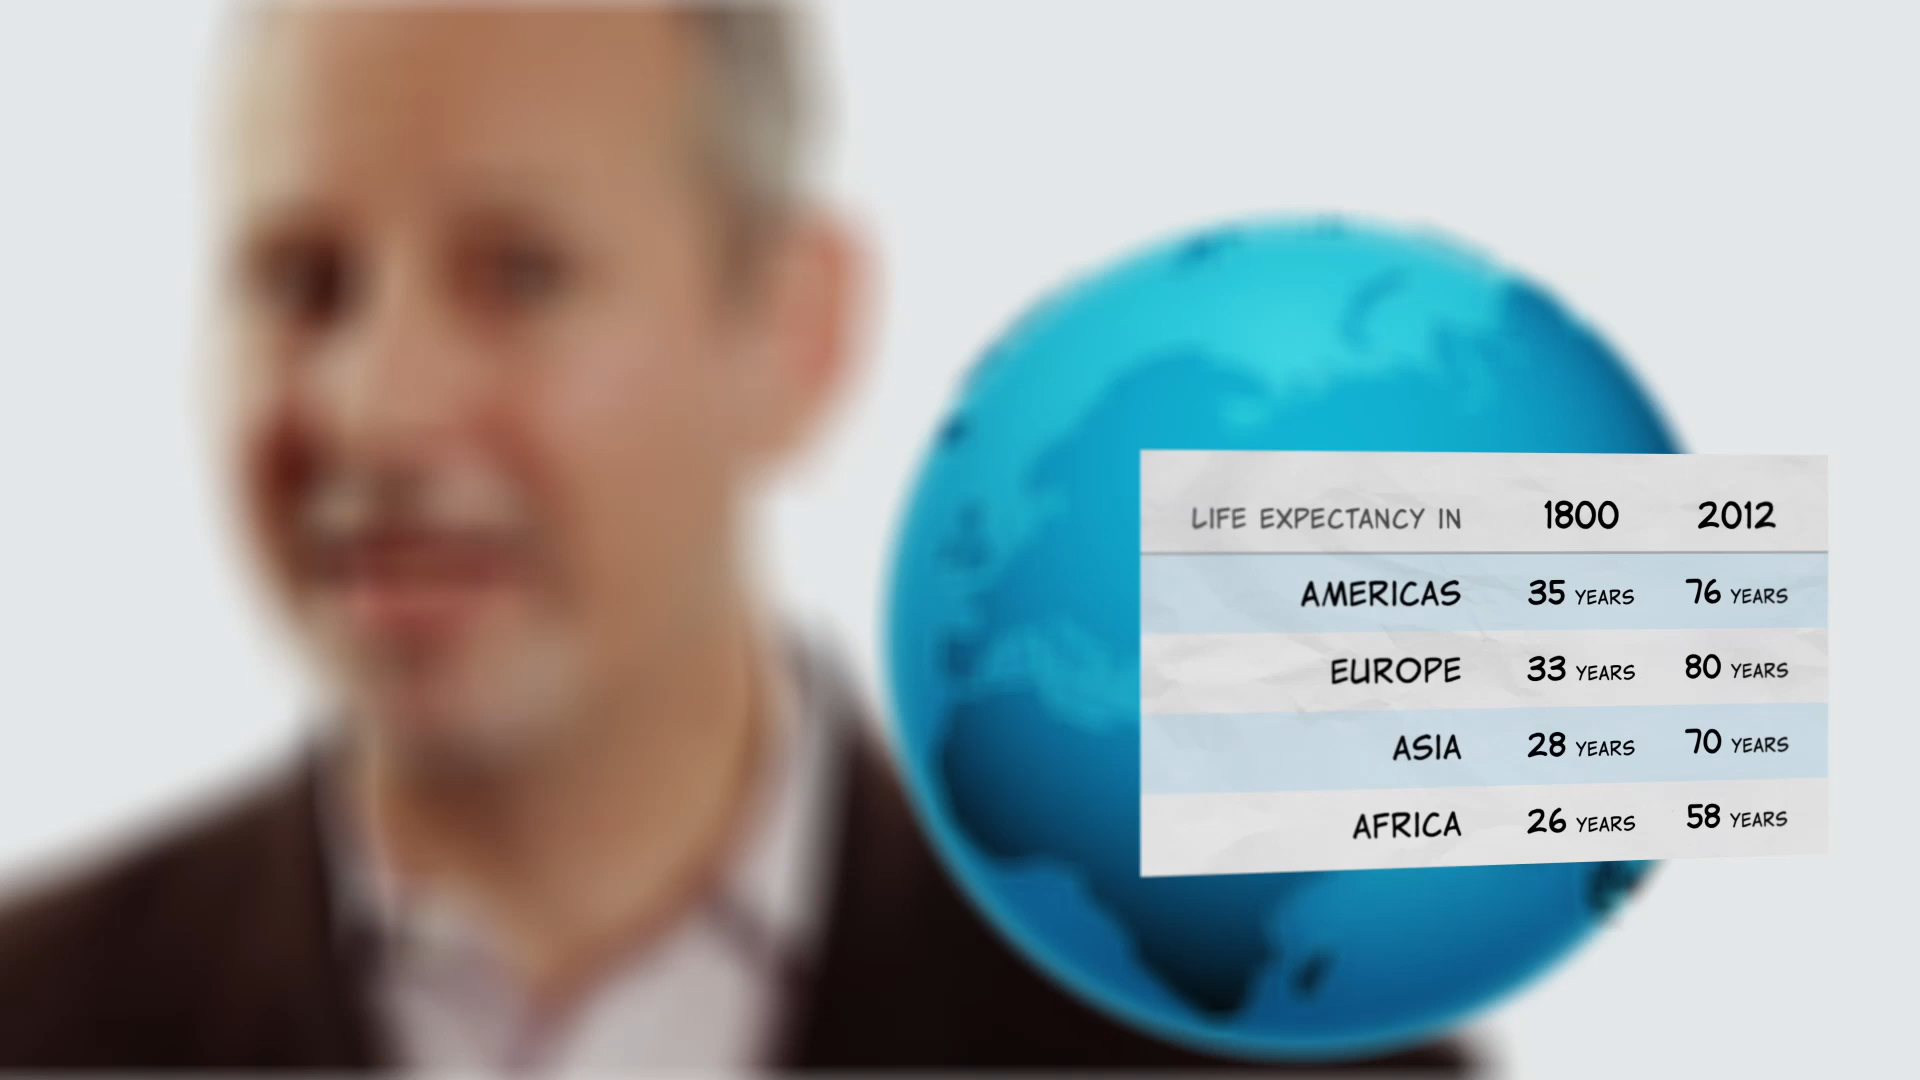 LIFE EXPECTANCY IN 1800 2012
AMERICAS 35 YEARS 76 YEARS
EUROPE 33 YEARS 80 YEARS
ASIA 28 YEARS 70 YEARS
AFRICA 26 YEARS 58 YEARS